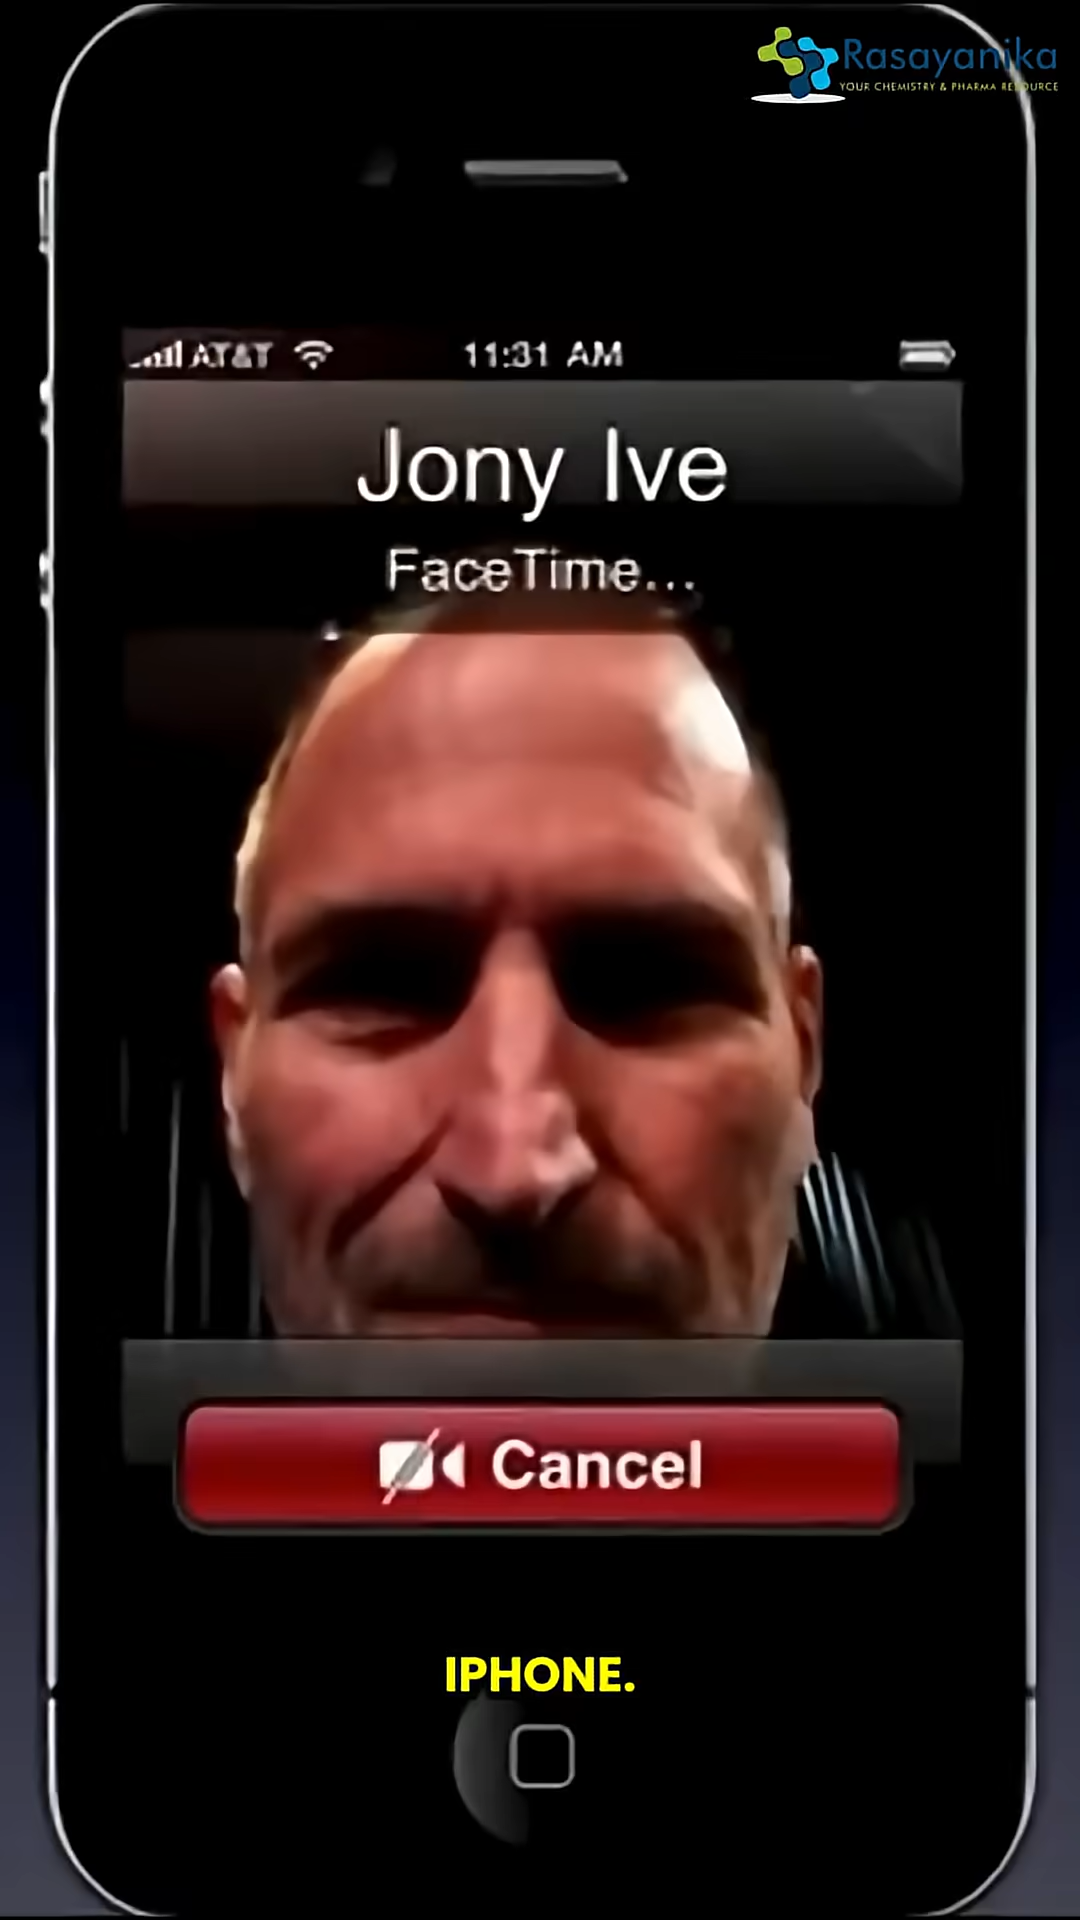 Rasayanika
YOUR CHEMISTRY & PHARMA RESOURCE
AT&T 11:31 AM
Jony Ive
FaceTime...
Cancel
IPHONE.